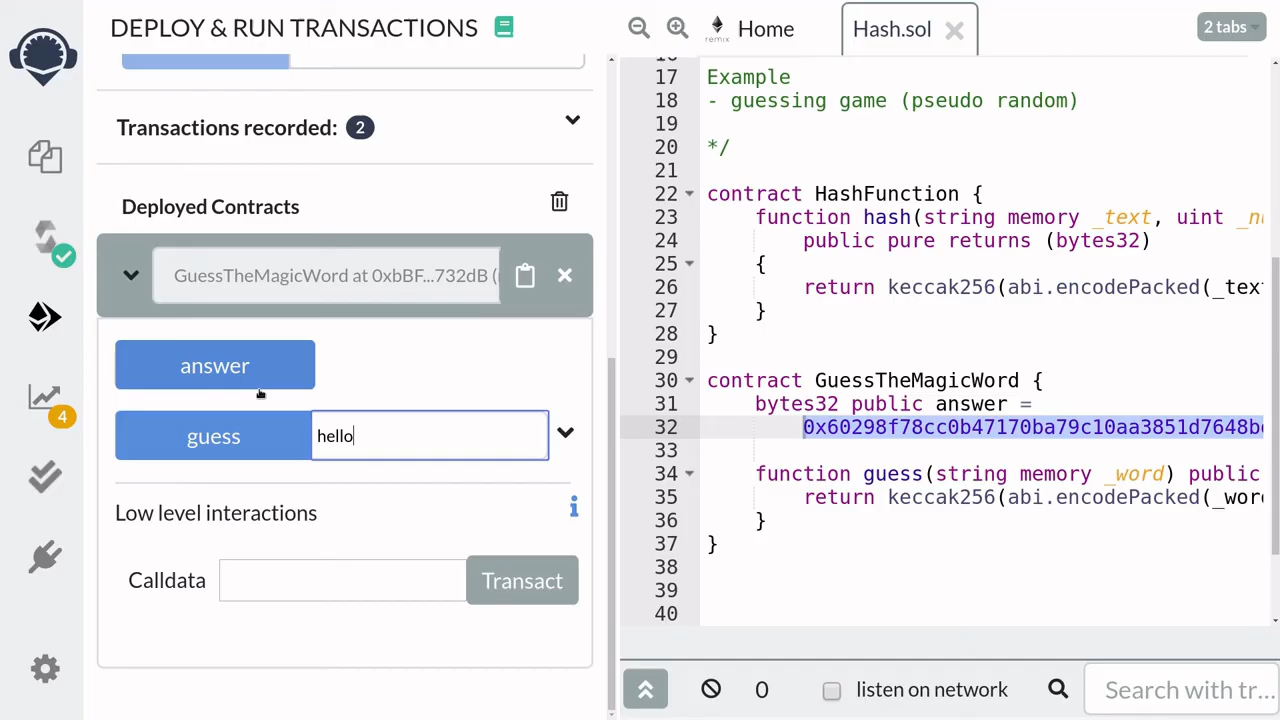 DEPLOY & RUN TRANSACTIONS
Transactions recorded: 2
Deployed Contracts
GuessTheMagicWord at 0xbBF...732dB (
answer
guess
hello
Low level interactions
i
Calldata
Transact
4
remix
Home
Hash.sol
2 tabs
17 Example
18 - guessing game (pseudo random)
19
20 */
21
22 contract HashFunction {
23 function hash(string memory _text, uint _nu
24 public pure returns (bytes32)
25 {
26 return keccak256(abi.encodePacked(_text
27 }
28 }
29
30 contract GuessTheMagicWord {
31 bytes32 public answer =
32 0x60298f78cc0b47170ba79c10aa3851d7648b
33
34 function guess(string memory _word) public
35 return keccak256(abi.encodePacked(_word
36 }
37 }
38
39
40
0
listen on network
Search with tr...